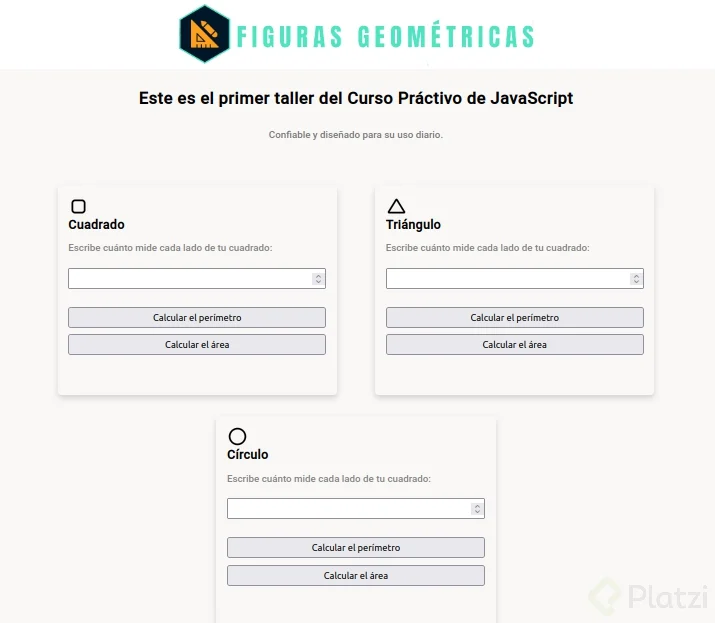 FIGURAS GEOMÉTRICAS
Este es el primer taller del Curso Práctivo de JavaScript
Confiable y diseñado para su uso diario.
Cuadrado
Escribe cuánto mide cada lado de tu cuadrado:
Calcular el perímetro
Calcular el área
Triángulo
Escribe cuánto mide cada lado de tu cuadrado:
Calcular el perímetro
Calcular el área
Círculo
Escribe cuánto mide cada lado de tu cuadrado:
Calcular el perímetro
Calcular el área
Platzi